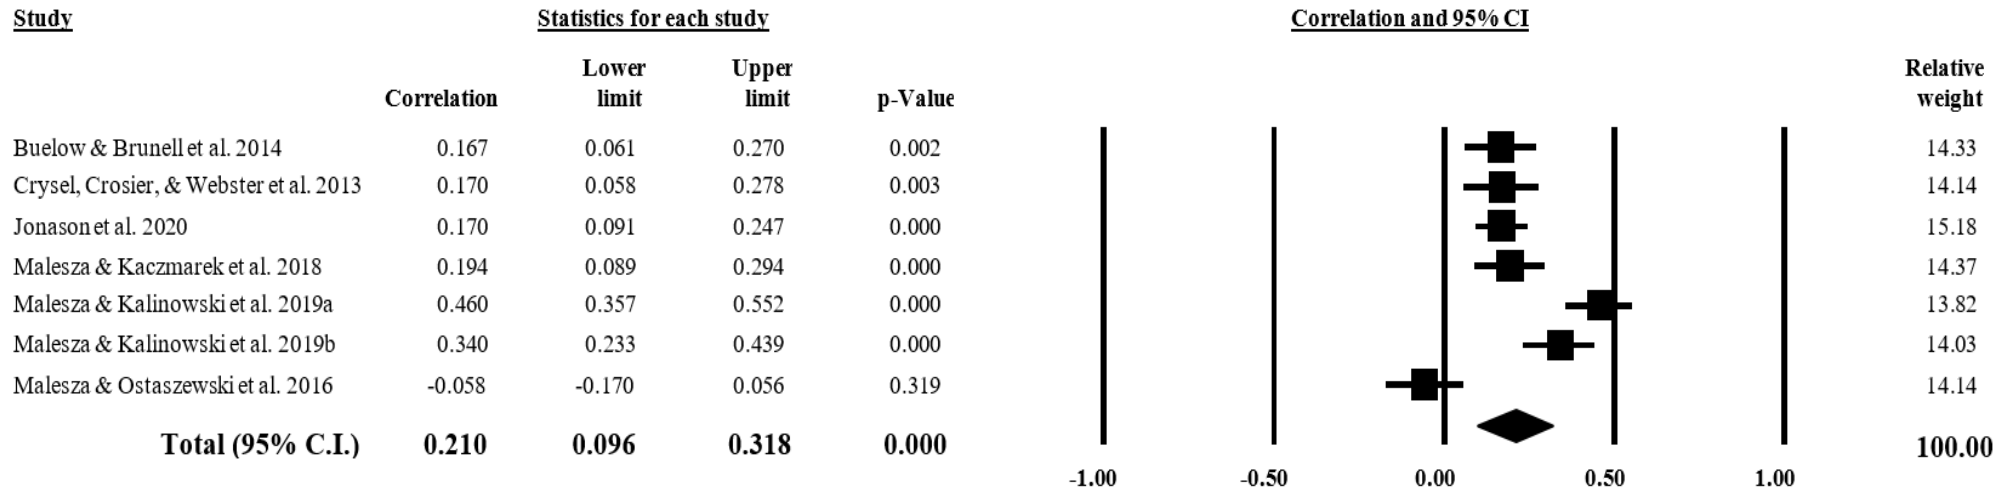 Study Statistics for each study Correlation and 95% CI
Lower Upper Relative
Correlation limit limit p-Value weight
Buelow & Brunell et al. 2014 0.167 0.061 0.270 0.002 14.33
Crysel, Crosier, & Webster et al. 2013 0.170 0.058 0.278 0.003 14.14
Jonason et al. 2020 0.170 0.091 0.247 0.000 15.18
Malesza & Kaczmarek et al. 2018 0.194 0.089 0.294 0.000 14.37
Malesza & Kalinowski et al. 2019a 0.460 0.357 0.552 0.000 13.82
Malesza & Kalinowski et al. 2019b 0.340 0.233 0.439 0.000 14.03
Malesza & Ostaszewski et al. 2016 -0.058 -0.170 0.056 0.319 14.14
Total (95% C.I.) 0.210 0.096 0.318 0.000 100.00
-1.00 -0.50 0.00 0.50 1.00